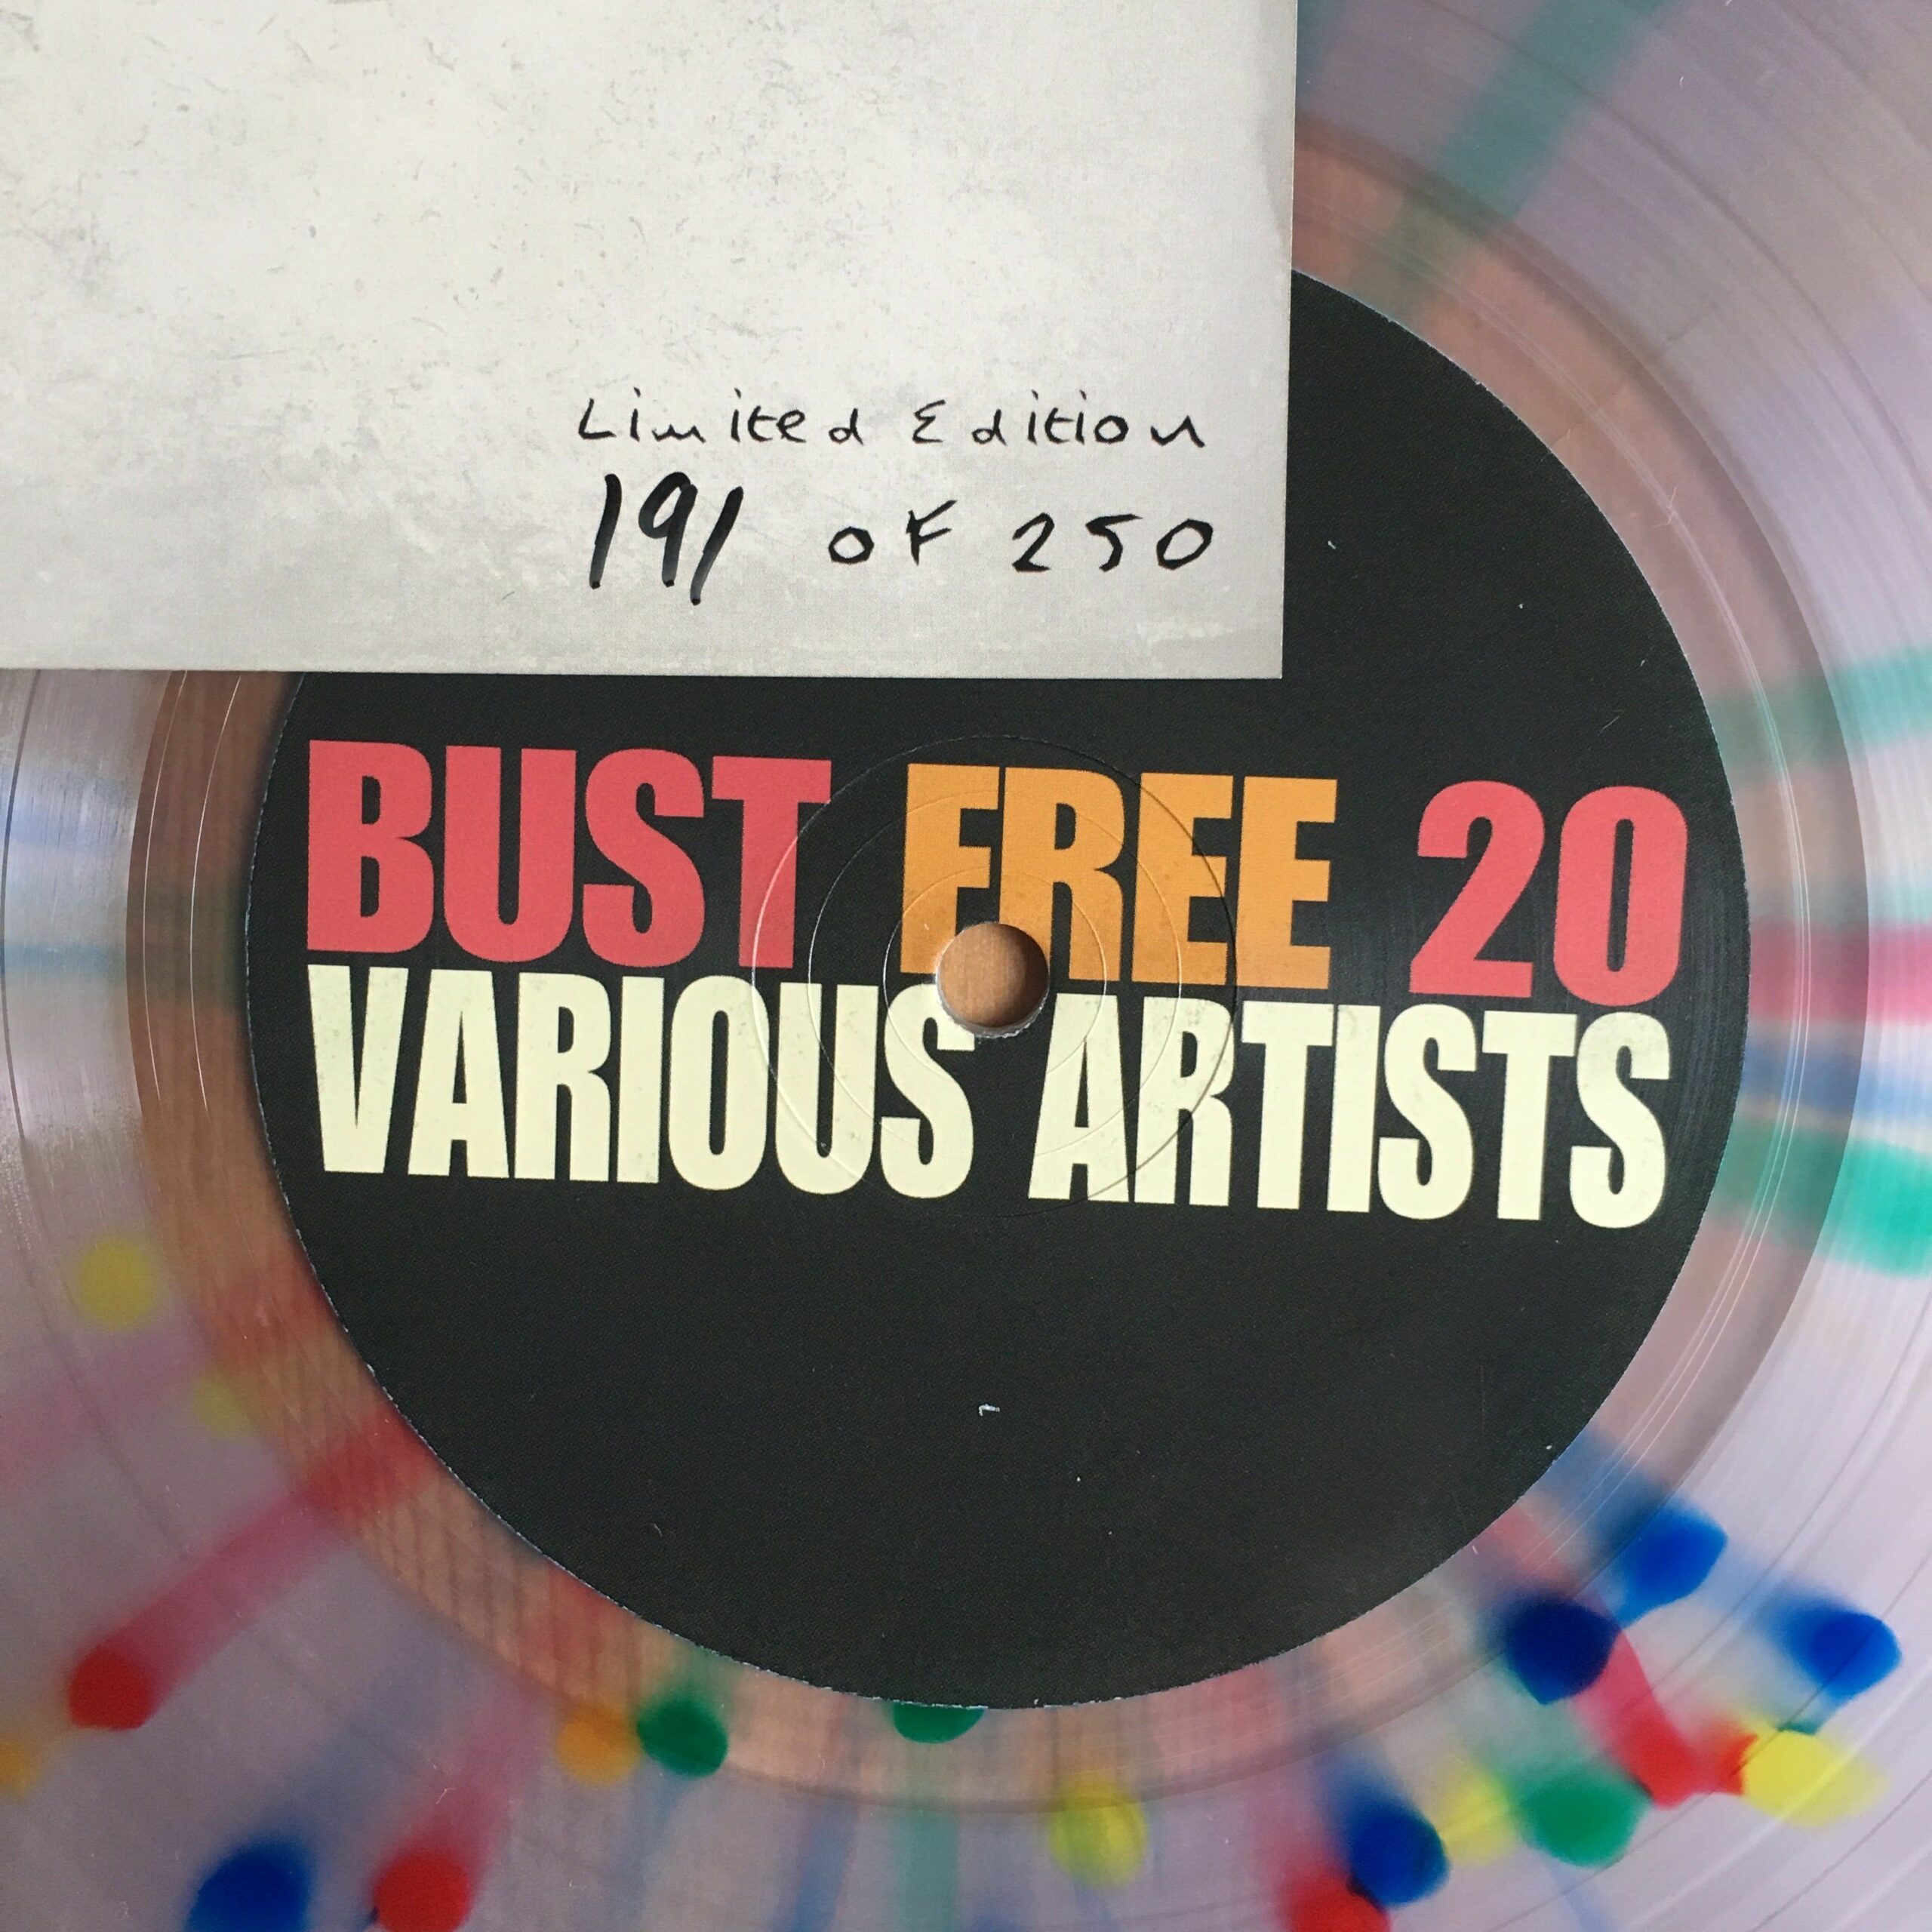 Limited Edition
191 OF 250
BUST FREE 20
VARIOUS ARTISTS